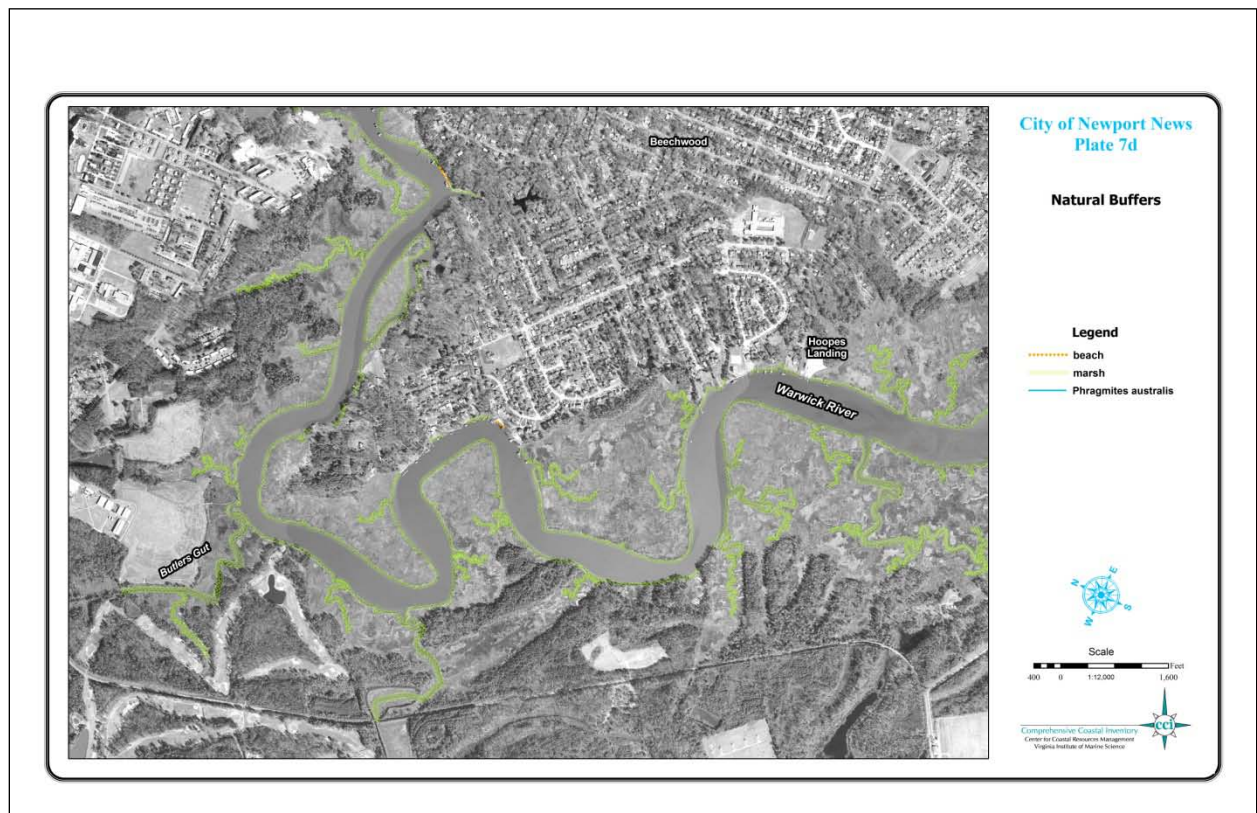 City of Newport News
Plate 7d
Natural Buffers
Beechwood
Hoopes
Landing
Warwick River
Butlers Gut
Legend
beach
marsh
Phragmites australis
N
E
W
S
Scale
Feet
400 0 1:12,000 1,600
cci
Comprehensive Coastal Inventory
Center for Coastal Resources Management
Virginia Institute of Marine Science